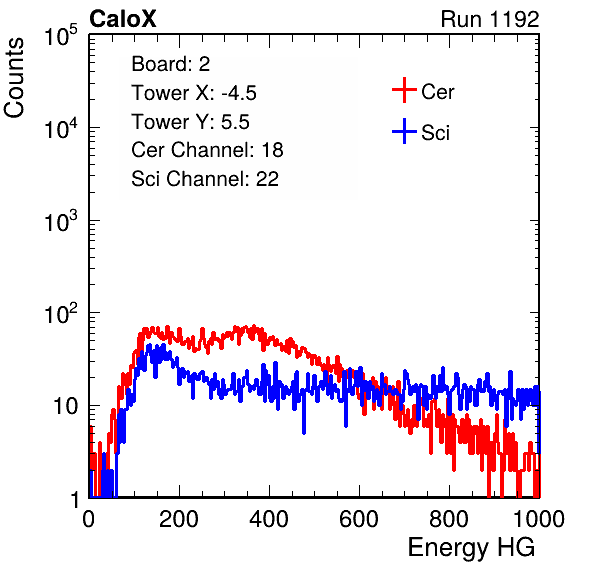 CaloX Run 1192
Counts
10^5
10^4
10^3
10^2
10
1
Board: 2
Tower X: -4.5
Tower Y: 5.5
Cer Channel: 18
Sci Channel: 22
Cer
Sci
0 200 400 600 800 1000
Energy HG